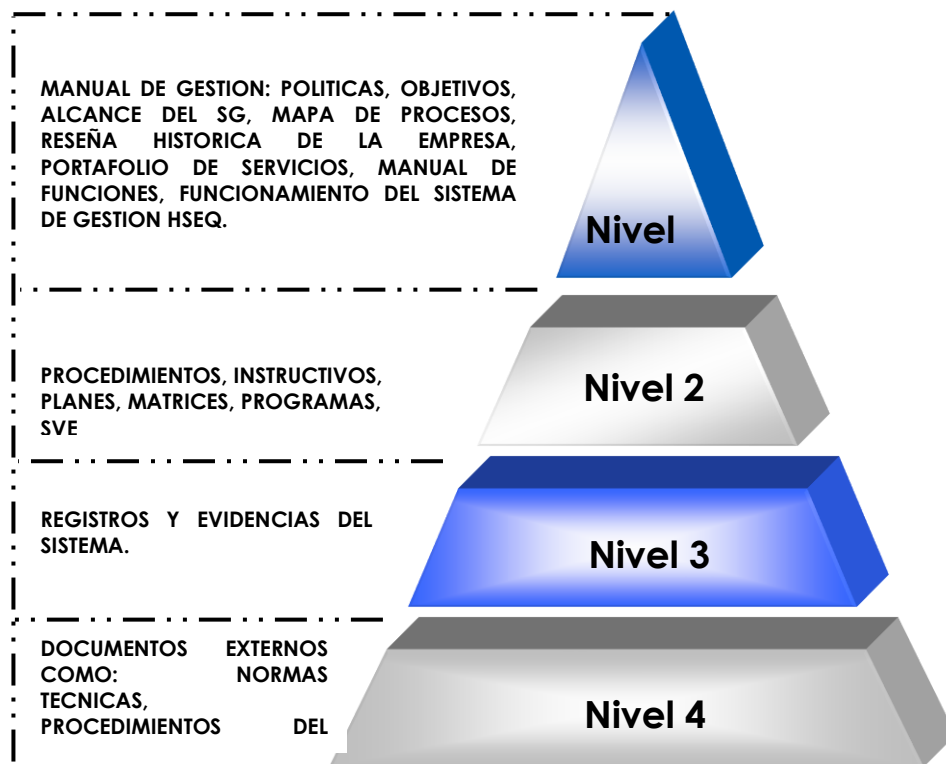 MANUAL DE GESTION: POLITICAS, OBJETIVOS,
ALCANCE DEL SG, MAPA DE PROCESOS,
RESEÑA HISTORICA DE LA EMPRESA,
PORTAFOLIO DE SERVICIOS, MANUAL DE
FUNCIONES, FUNCIONAMIENTO DEL SISTEMA
DE GESTION HSEQ.
Nivel
PROCEDIMIENTOS, INSTRUCTIVOS,
PLANES, MATRICES, PROGRAMAS,
SVE
Nivel 2
REGISTROS Y EVIDENCIAS DEL
SISTEMA.
Nivel 3
DOCUMENTOS EXTERNOS
COMO: NORMAS
TECNICAS,
PROCEDIMIENTOS DEL
Nivel 4